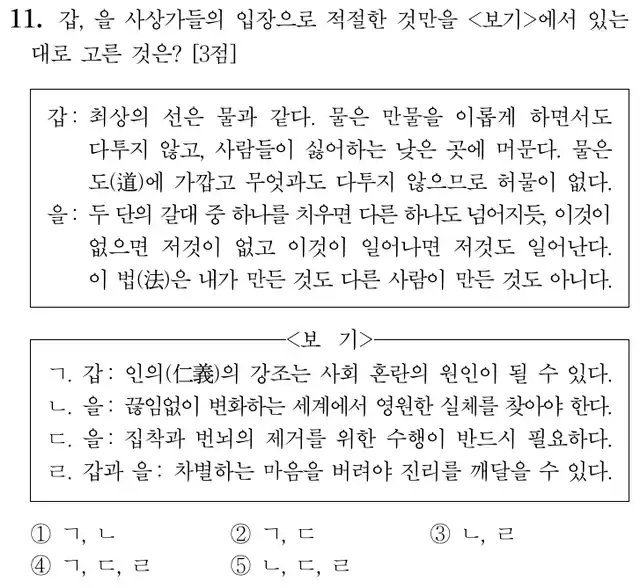 11. 갑, 을 사상가들의 입장으로 적절한 것만을 <보기>에서 있는
대로 고른 것은? [3점]
갑: 최상의 선은 물과 같다. 물은 만물을 이롭게 하면서도
다투지 않고, 사람들이 싫어하는 낮은 곳에 머문다. 물은
도(道)에 가깝고 무엇과도 다투지 않으므로 허물이 없다.
을: 두 단의 갈대 중 하나를 치우면 다른 하나도 넘어지듯, 이것이
없으면 저것이 없고 이것이 일어나면 저것도 일어난다.
이 법(法)은 내가 만든 것도 다른 사람이 만든 것도 아니다.
<보 기>
ㄱ. 갑: 인의(仁義)의 강조는 사회 혼란의 원인이 될 수 있다.
ㄴ. 을: 끊임없이 변화하는 세계에서 영원한 실체를 찾아야 한다.
ㄷ. 을: 집착과 번뇌의 제거를 위한 수행이 반드시 필요하다.
ㄹ. 갑과 을: 차별하는 마음을 버려야 진리를 깨달을 수 있다.
① ㄱ, ㄴ ② ㄱ, ㄷ ③ ㄴ, ㄹ
④ ㄱ, ㄷ, ㄹ ⑤ ㄴ, ㄷ, ㄹ